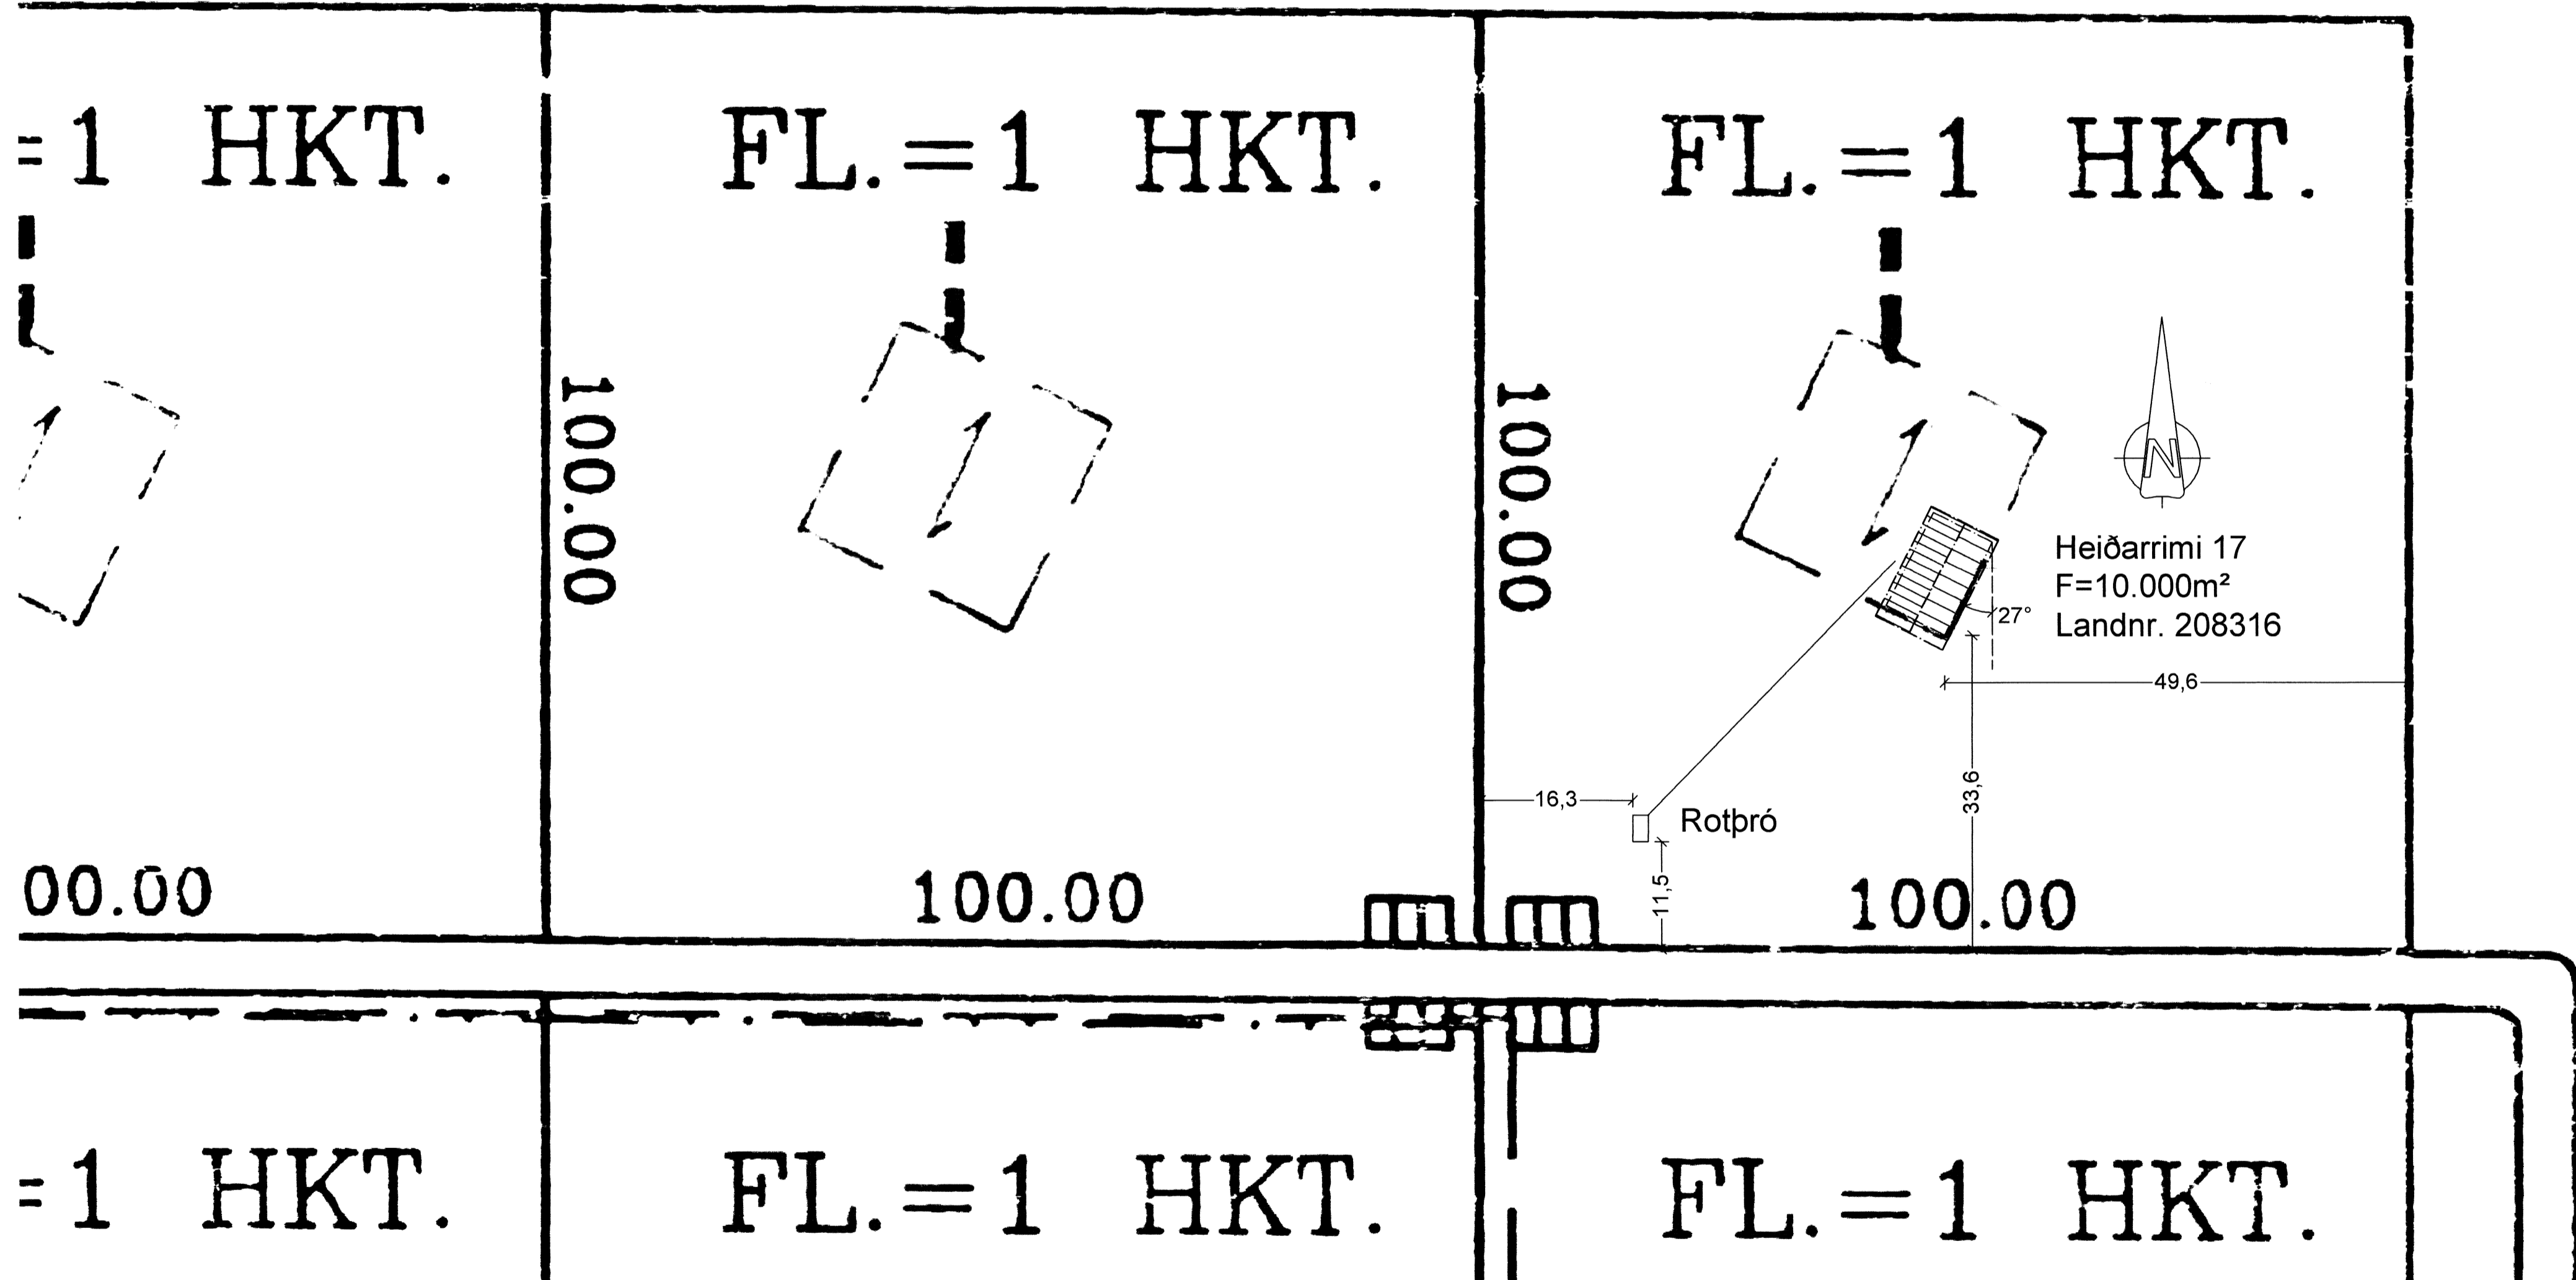 =1 HKT.
FL.=1 HKT.
FL.=1 HKT.
100.00
100.00
N
Heiðarrimi 17
F=10.000m²
Landnr. 208316
27°
49,6
16,3
Rotþró
33,6
11,5
00.00
100.00
100.00
=1 HKT.
FL.=1 HKT.
FL.=1 HKT.